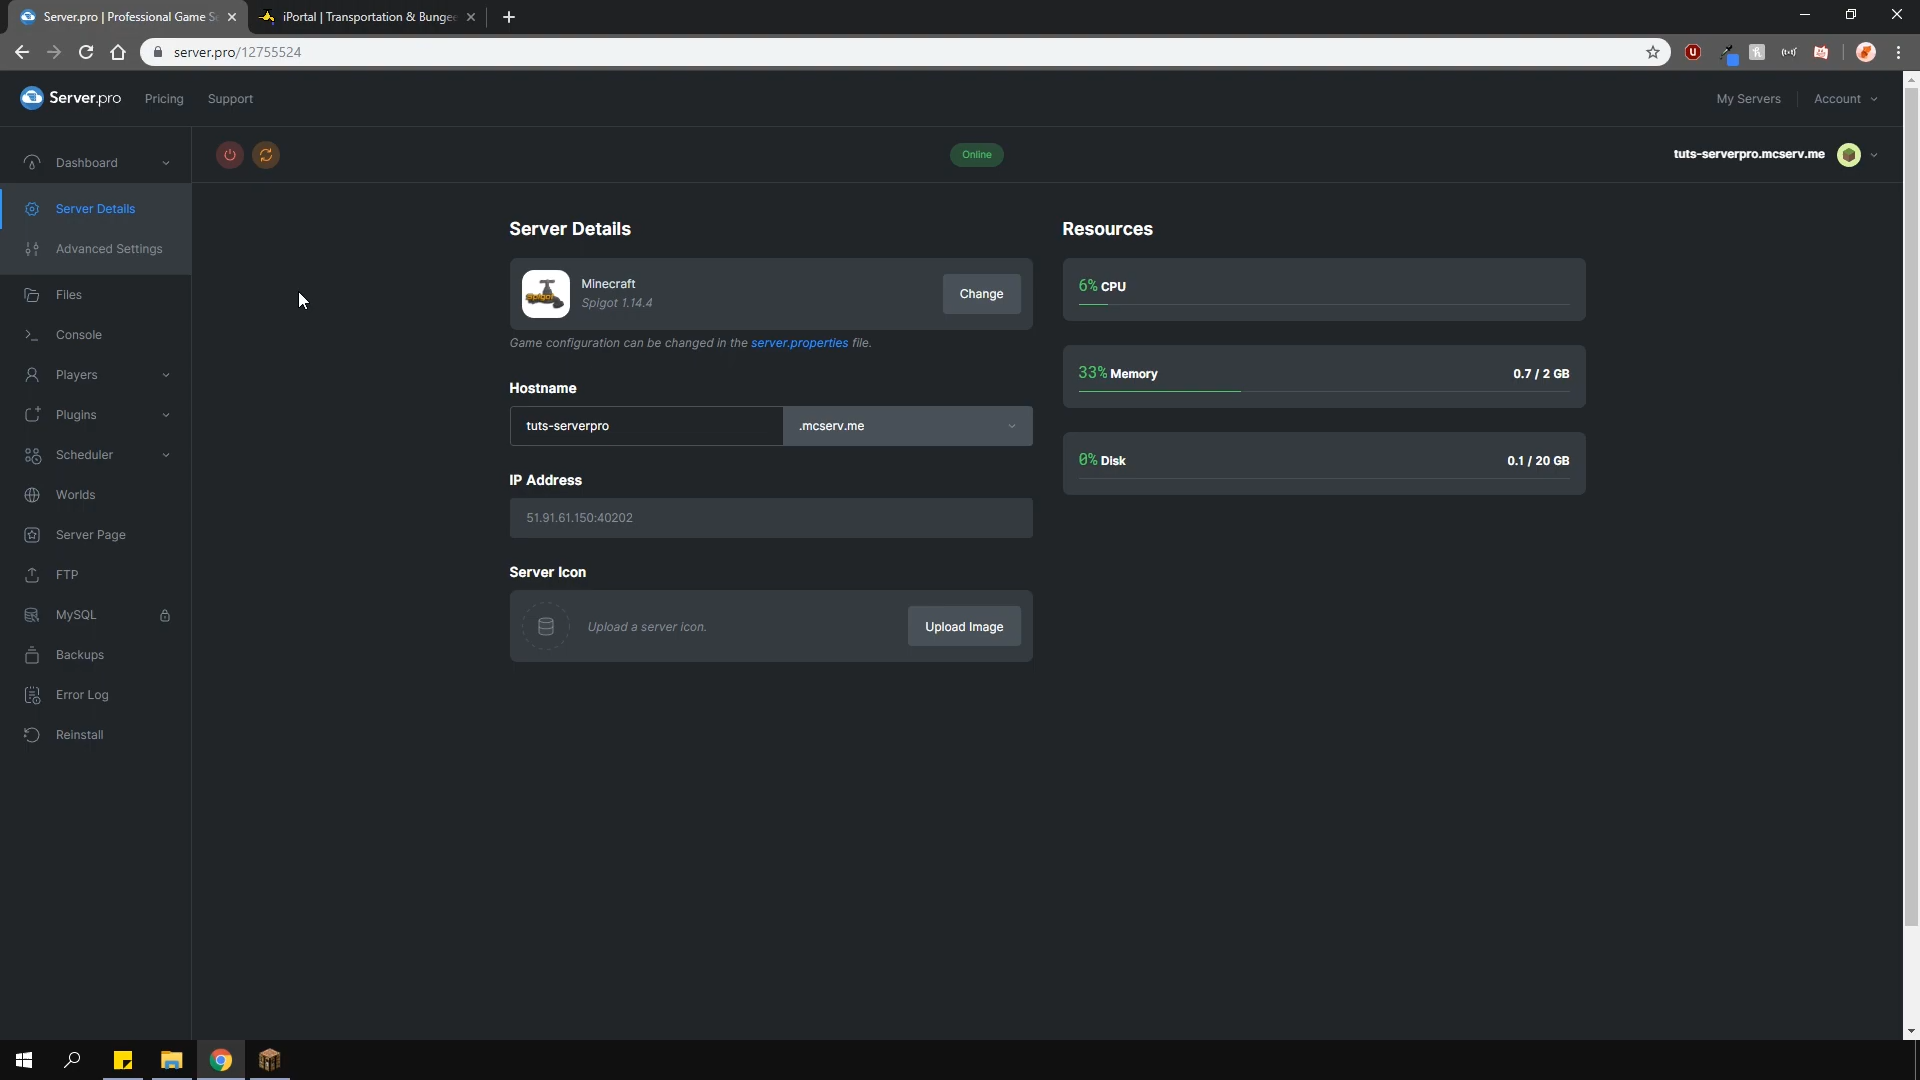 Server.pro | Professional Game S
iPortal | Transportation & Bungee
server.pro/12755524
Server.pro
Pricing
Support
My Servers
Account
Dashboard
Online
tuts-serverpro.mcserv.me
Server Details
Advanced Settings
Files
Console
Players
Plugins
Scheduler
Worlds
Server Page
FTP
MySQL
Backups
Error Log
Reinstall
Server Details
Minecraft
Spigot 1.14.4
Change
Game configuration can be changed in the server.properties file.
Hostname
tuts-serverpro
.mcserv.me
IP Address
51.91.61.150:40202
Server Icon
Upload a server icon.
Upload Image
Resources
6% CPU
33% Memory
0.7 / 2 GB
0% Disk
0.1 / 20 GB